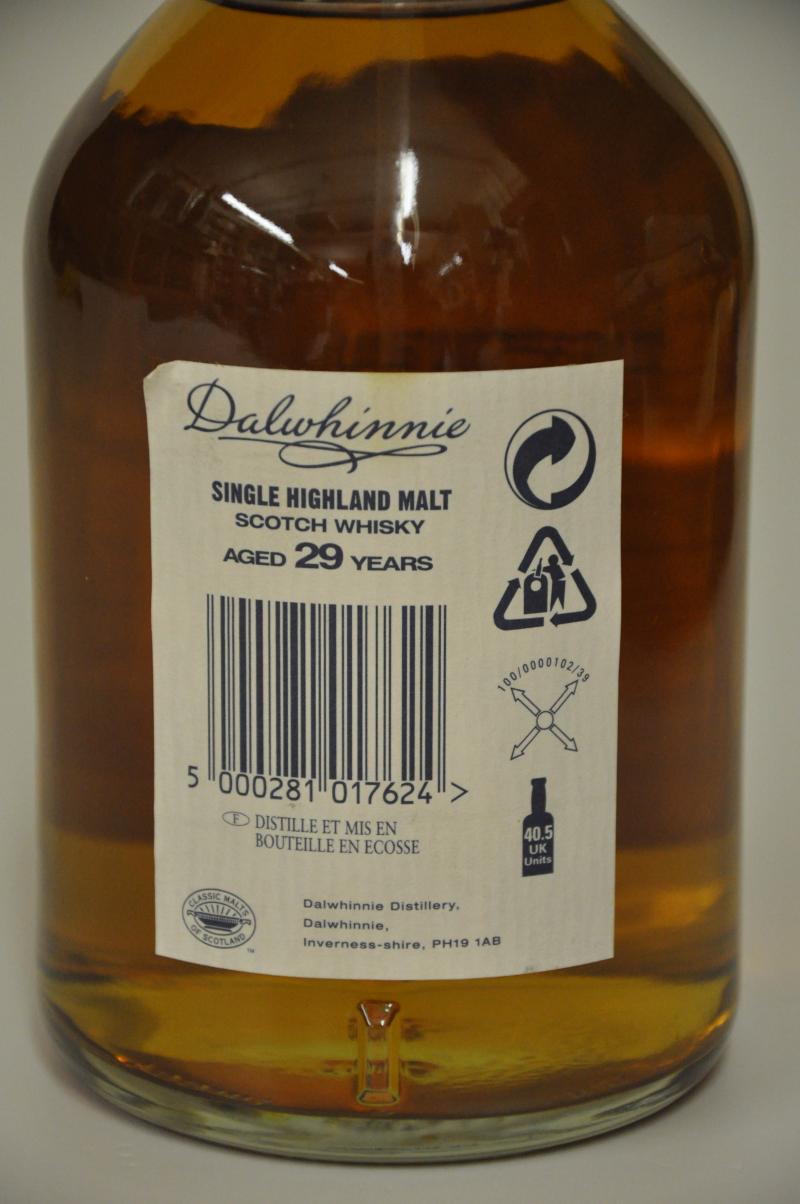 Dalwhinnie
SINGLE HIGHLAND MALT
SCOTCH WHISKY
AGED 29 YEARS
5 000281 017624 >
F DISTILLE ET MIS EN
BOUTEILLE EN ECOSSE
100/0000102/39
40.5
UK
Units
CLASSIC MALTS
OF SCOTLAND
TM
Dalwhinnie Distillery,
Dalwhinnie,
Inverness-shire, PH19 1AB